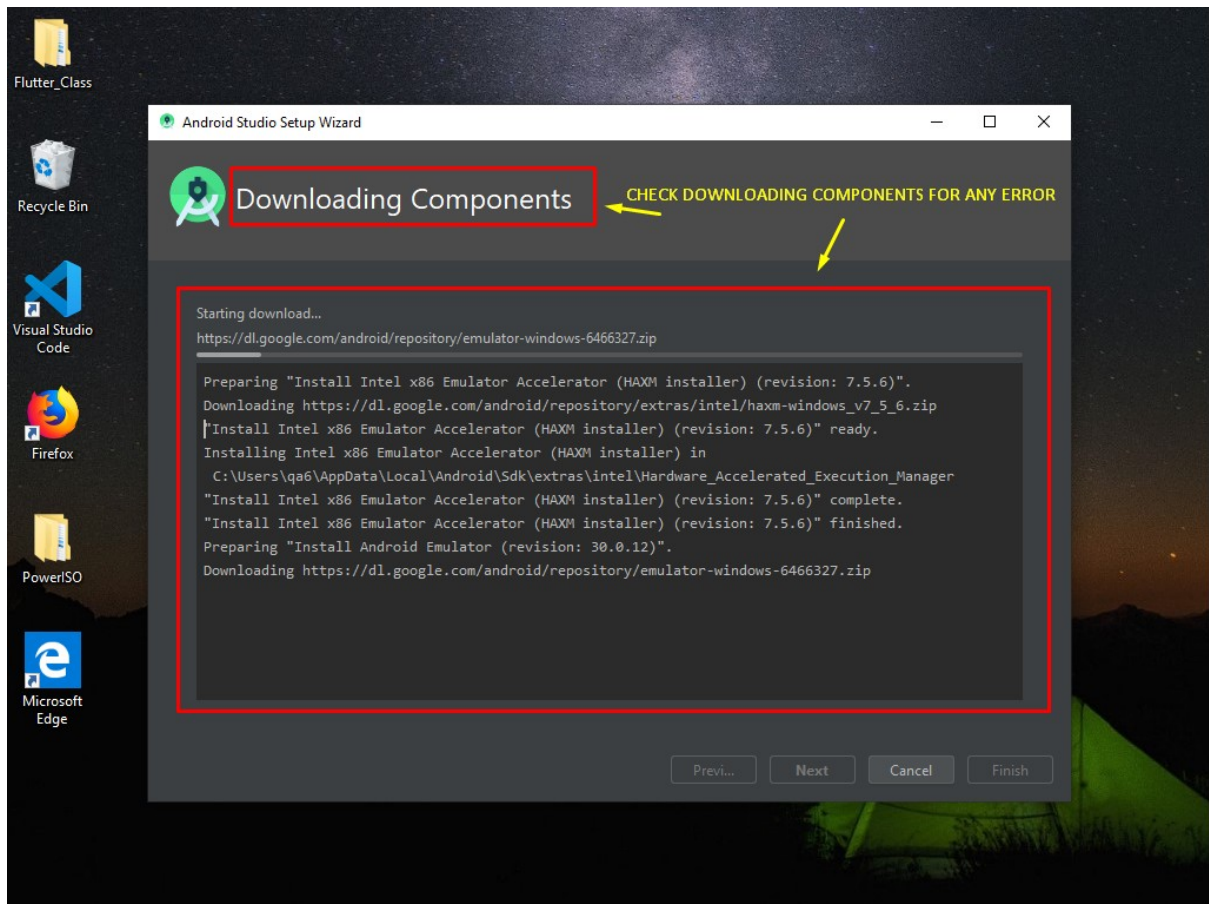 Flutter_Class
Recycle Bin
Visual Studio
Code
Firefox
PowerISO
Microsoft
Edge
Android Studio Setup Wizard
Downloading Components
CHECK DOWNLOADING COMPONENTS FOR ANY ERROR
Starting download...
https://dl.google.com/android/repository/emulator-windows-6466327.zip
Preparing "Install Intel x86 Emulator Accelerator (HAXM installer) (revision: 7.5.6)".
Downloading https://dl.google.com/android/repository/extras/intel/haxm-windows_v7_5_6.zip
"Install Intel x86 Emulator Accelerator (HAXM installer) (revision: 7.5.6)" ready.
Installing Intel x86 Emulator Accelerator (HAXM installer) in
C:\Users\qa6\AppData\Local\Android\Sdk\extras\intel\Hardware_Accelerated_Execution_Manager
"Install Intel x86 Emulator Accelerator (HAXM installer) (revision: 7.5.6)" complete.
"Install Intel x86 Emulator Accelerator (HAXM installer) (revision: 7.5.6)" finished.
Preparing "Install Android Emulator (revision: 30.0.12)".
Downloading https://dl.google.com/android/repository/emulator-windows-6466327.zip
Previ...
Next
Cancel
Finish